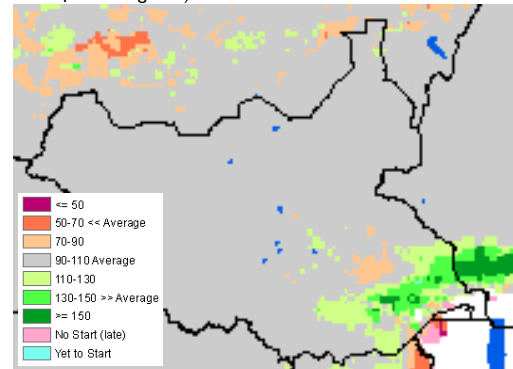 <= 50
50-70 << Average
70-90
90-110 Average
110-130
130-150 >> Average
>= 150
No Start (late)
Yet to Start